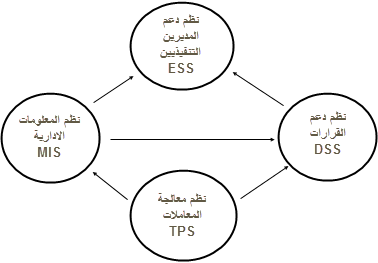 نظم دعم
المديرين
التنفيذيين
ESS
نظم المعلومات
الادارية
MIS
نظم دعم
القرارات
DSS
نظم معالجة
المعاملات
TPS